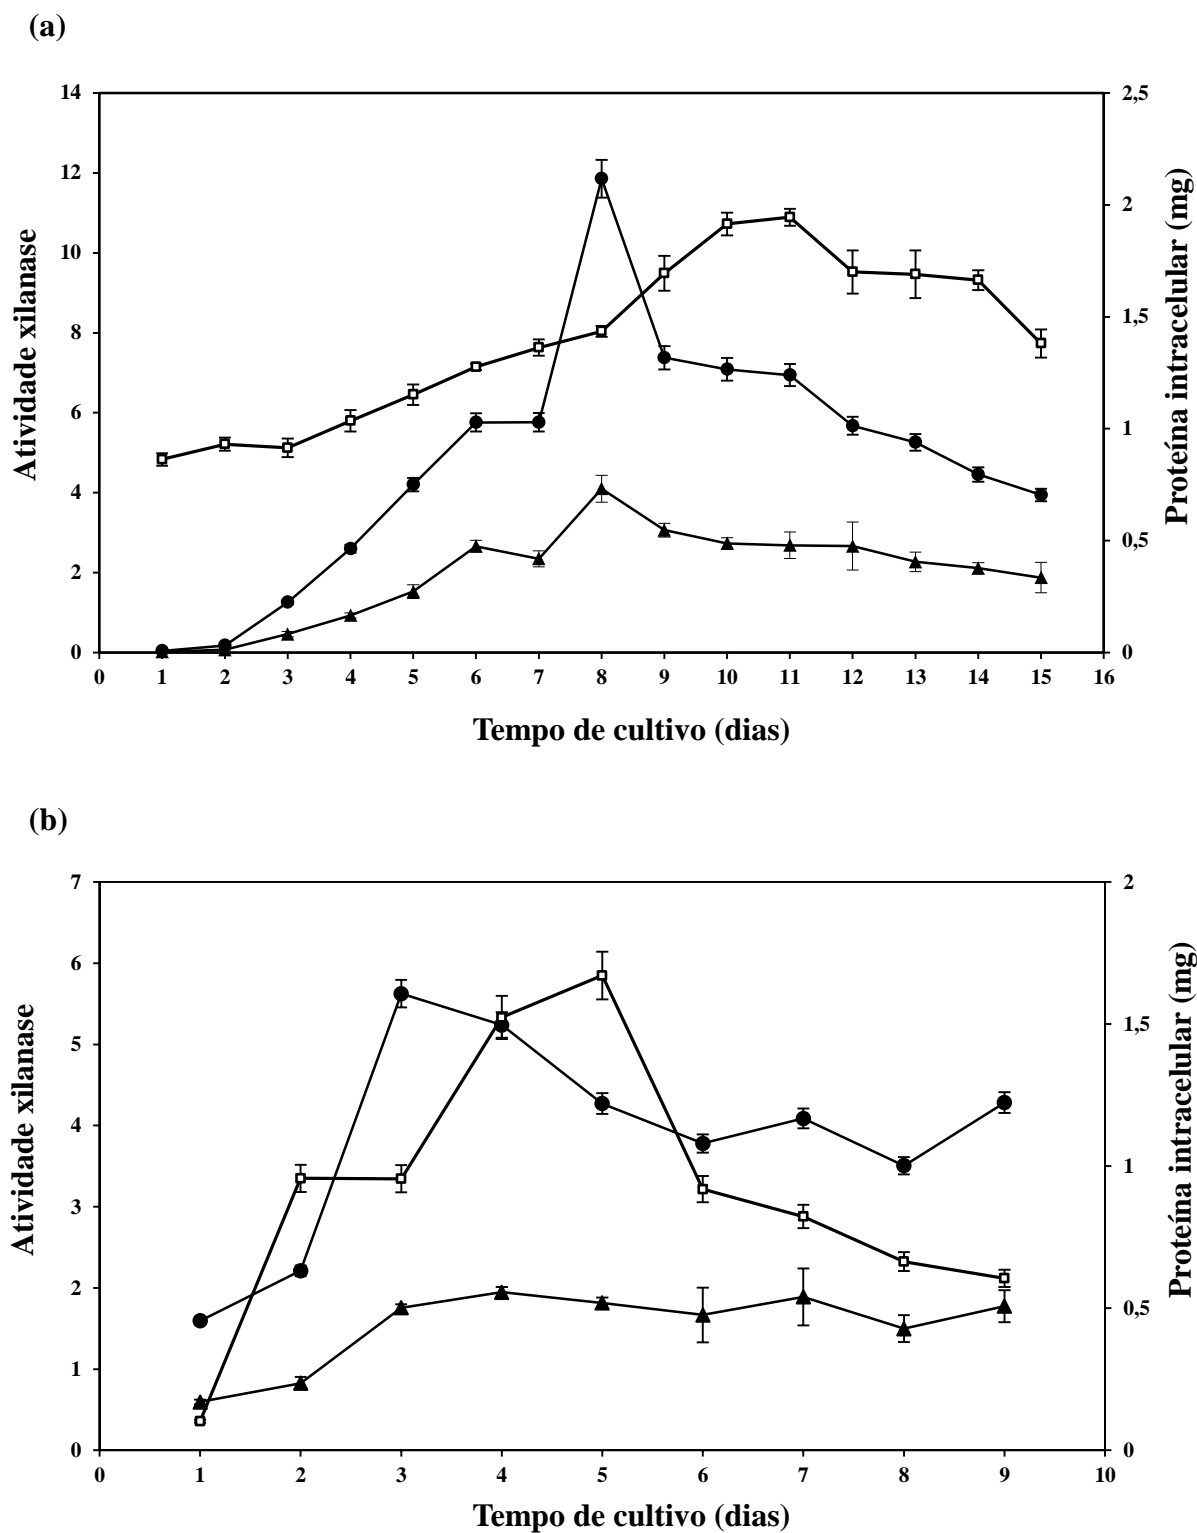 (a)
14
12
10
8
6
4
2
0
2,5
2
1,5
1
0,5
0
0 1 2 3 4 5 6 7 8 9 10 11 12 13 14 15 16
Atividade xilanase
Proteína intracelular (mg)
Tempo de cultivo (dias)
(b)
7
6
5
4
3
2
1
0
2
1,5
1
0,5
0
0 1 2 3 4 5 6 7 8 9 10
Atividade xilanase
Proteína intracelular (mg)
Tempo de cultivo (dias)